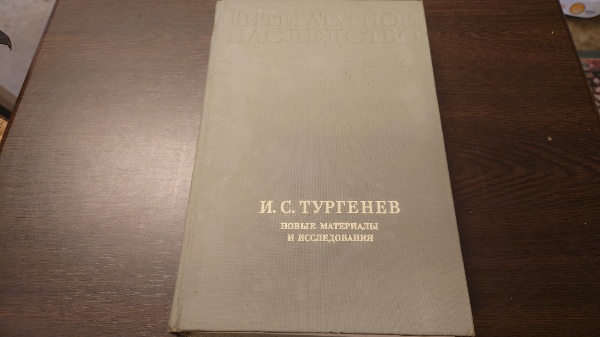 ЛИТЕРАТУРНОЕ
НАСЛЕДСТВО
И. С. ТУРГЕНЕВ
НОВЫЕ МАТЕРИАЛЫ
И ИССЛЕДОВАНИЯ